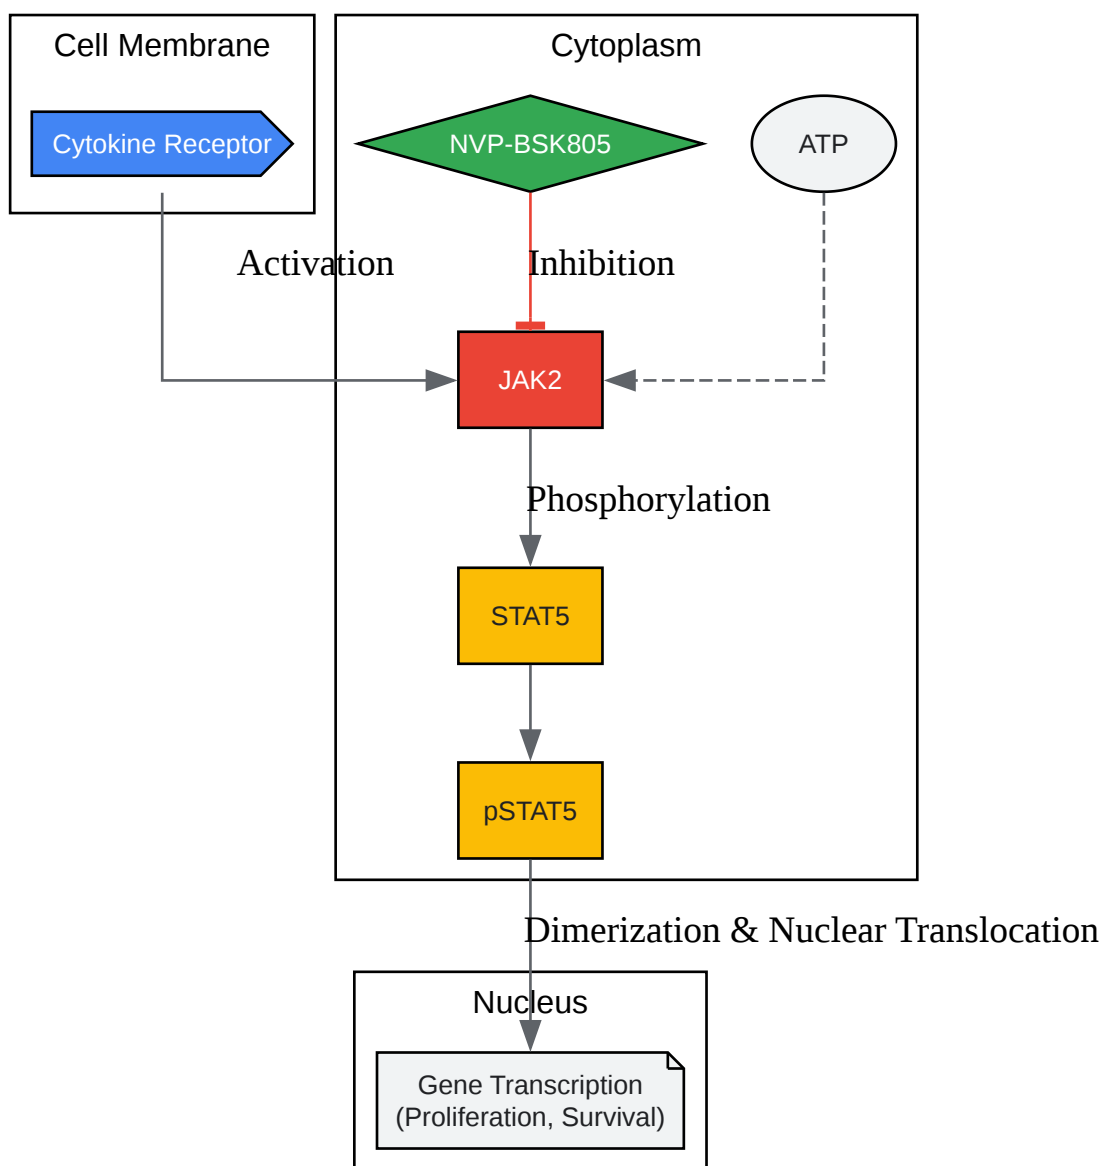 Cell Membrane
Cytoplasm
Cytokine Receptor
NVP-BSK805
ATP
Activation
Inhibition
JAK2
Phosphorylation
STAT5
pSTAT5
Dimerization & Nuclear Translocation
Nucleus
Gene Transcription
(Proliferation, Survival)